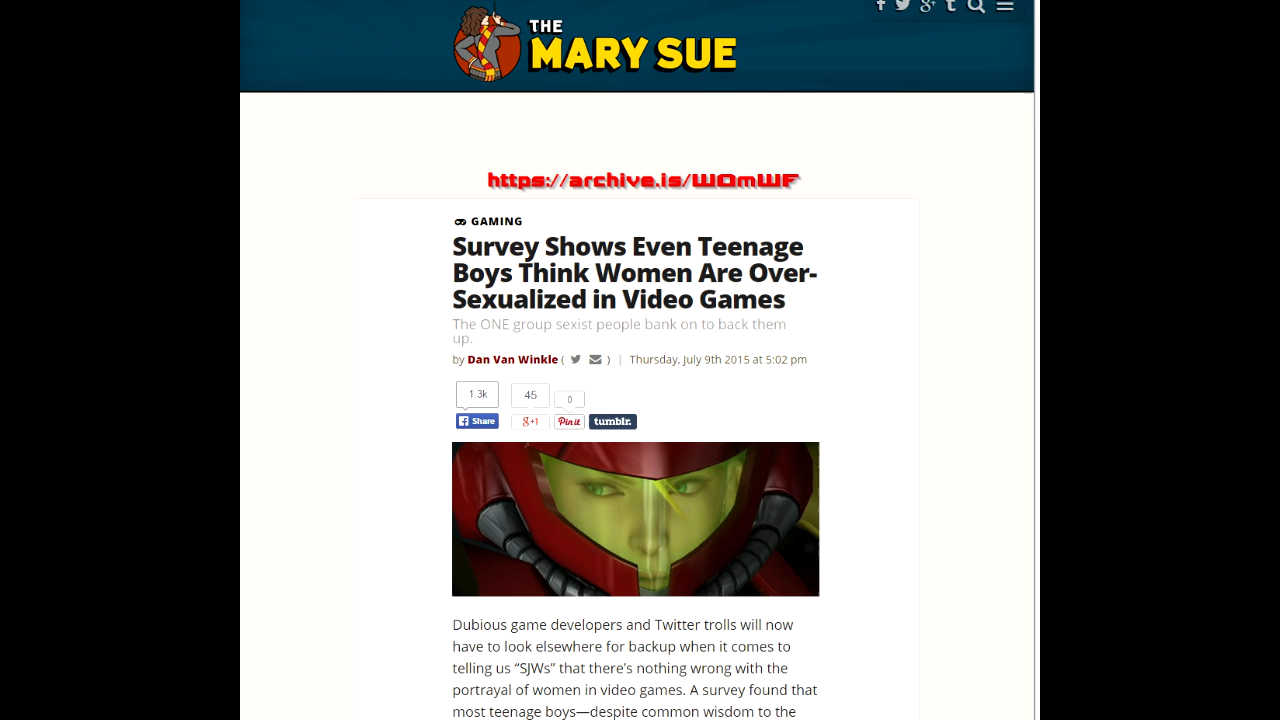 THE
MARY SUE
https://archive.is/WOmWF
GAMING
Survey Shows Even Teenage
Boys Think Women Are Over-
Sexualized in Video Games
The ONE group sexist people bank on to back them
up.
by Dan Van Winkle ( ) | Thursday, July 9th 2015 at 5:02 pm
1.3k 45 0
Share g+1 Pin it tumblr.
Dubious game developers and Twitter trolls will now
have to look elsewhere for backup when it comes to
telling us “SJWs” that there’s nothing wrong with the
portrayal of women in video games. A survey found that
most teenage boys—despite common wisdom to the